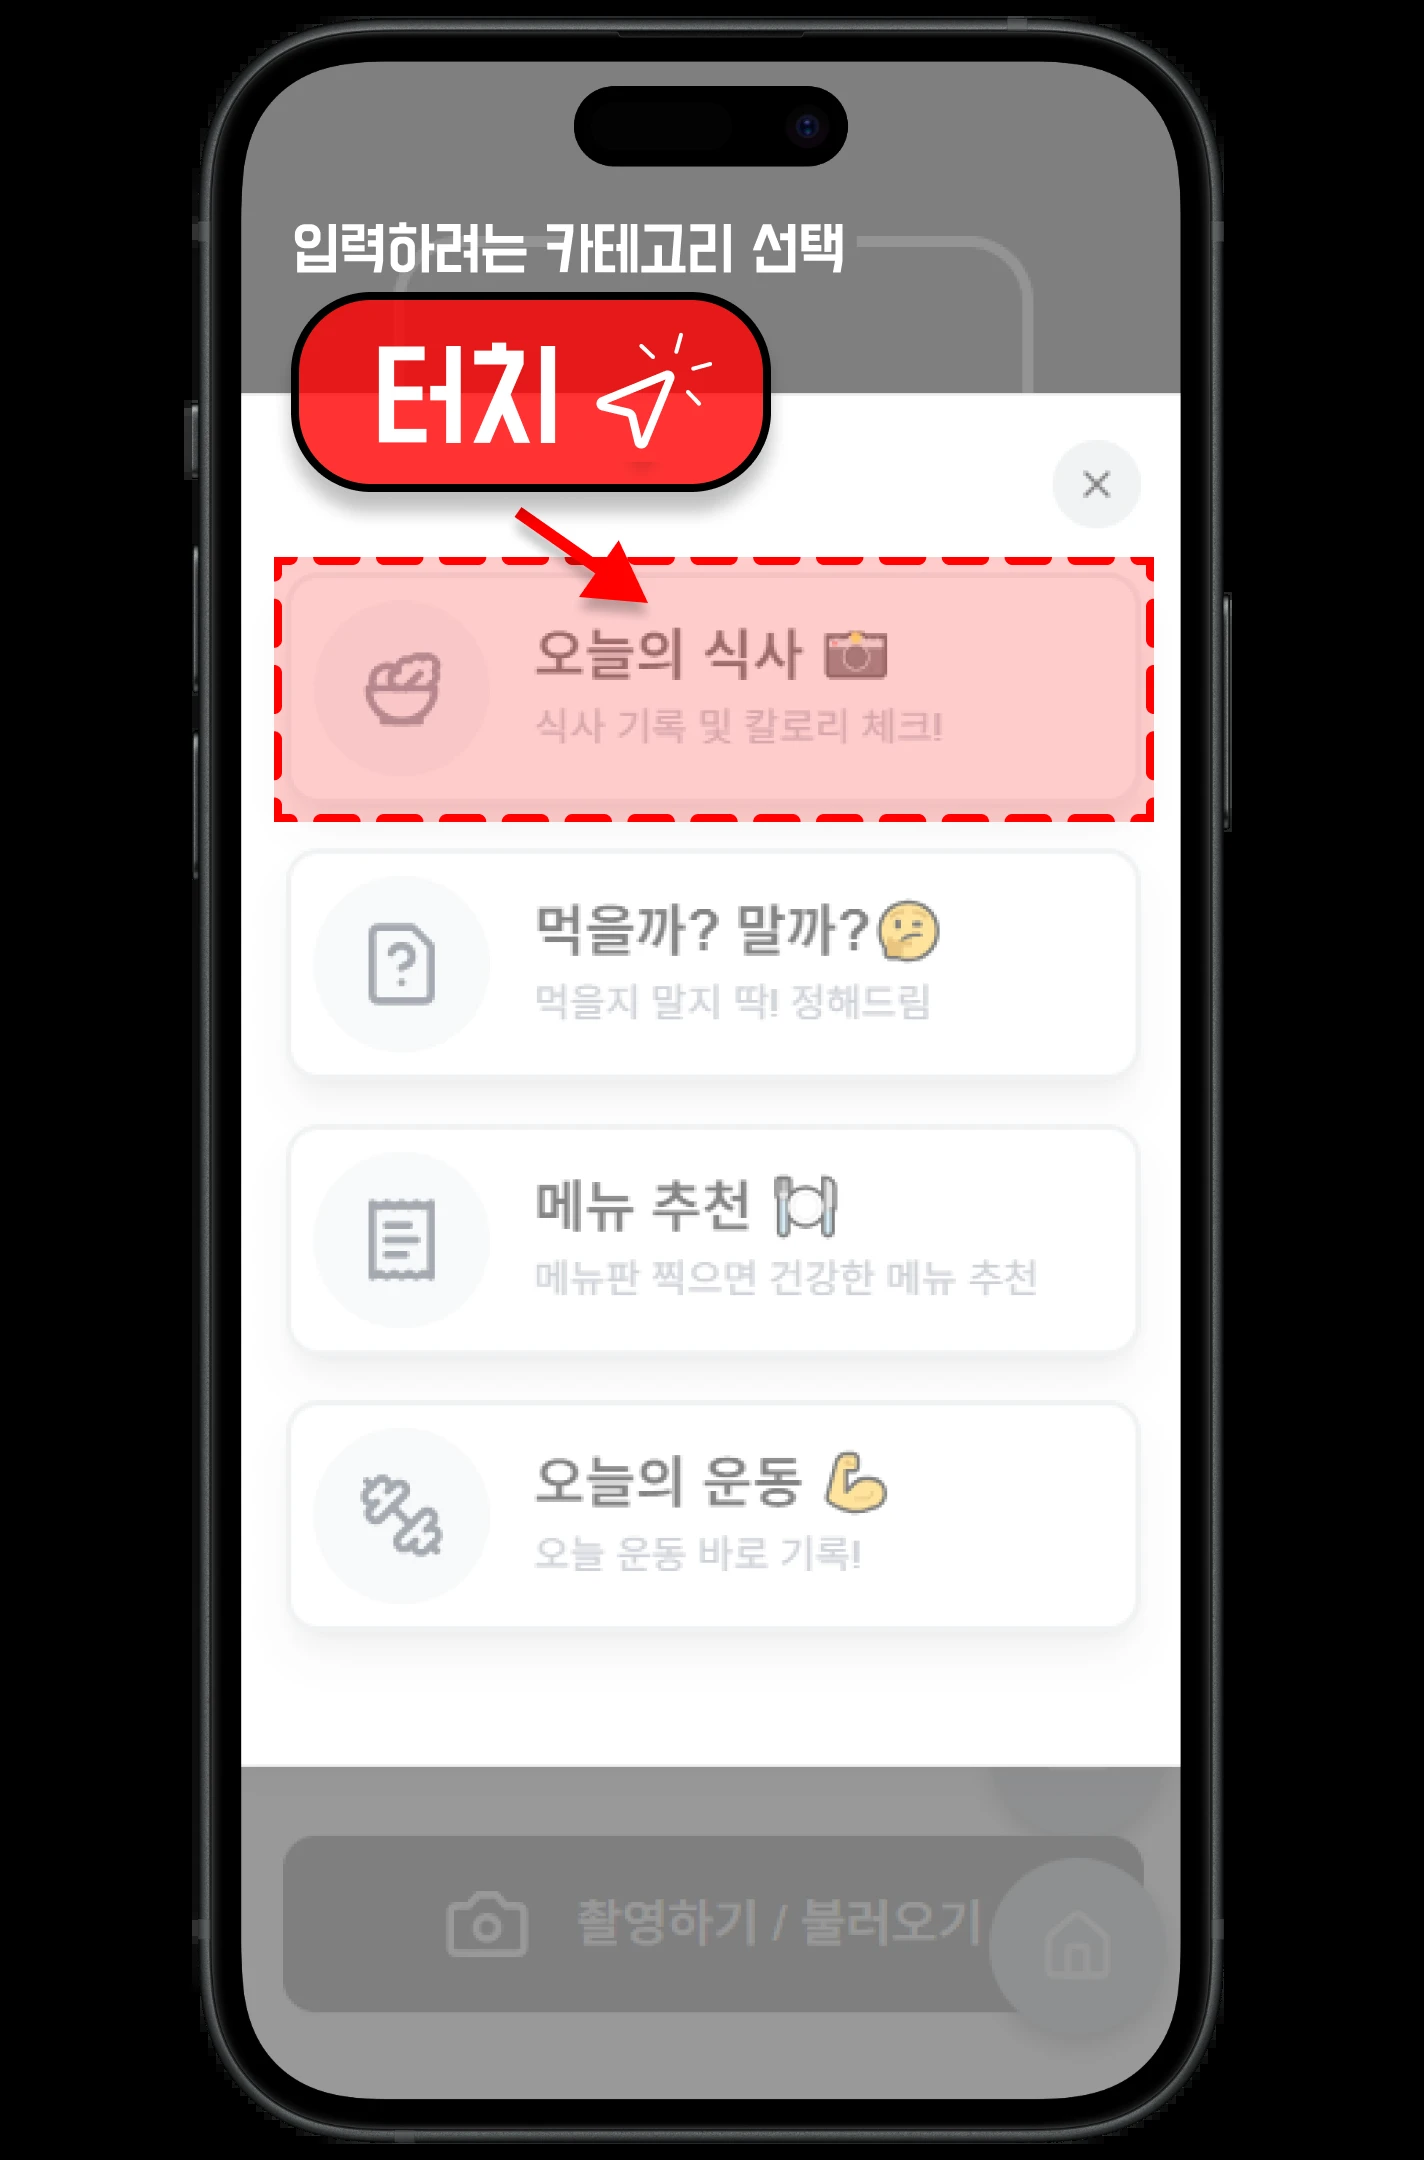 입력하려는 카테고리 선택
터치
오늘의 식사
식사 기록 및 칼로리 체크!
먹을까? 말까?
먹을지 말지 딱! 정해드림
메뉴 추천
메뉴판 찍으면 건강한 메뉴 추천
오늘의 운동
오늘 운동 바로 기록!
촬영하기 / 불러오기